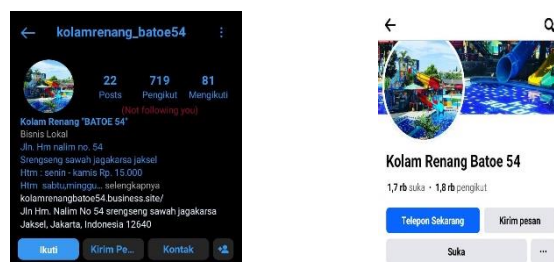 kolamrenang_batoe54
22 719 81
Posts Pengikut Mengikuti
(Not following you)
Kolam Renang "BATOE 54"
Bisnis Lokal
Jln. Hm nalim no. 54
Srengseng sawah jagakarsa jaksel
Htm : senin - kamis Rp. 15.000
Htm sabtu,minggu... selengkapnya
kolamrenangbatoe54.business.site/
Jln Hm. Nalim No 54 srengseng sawah jagakarsa
Jaksel, Jakarta, Indonesia 12640
Ikuti Kirim Pe... Kontak
Kolam Renang Batoe 54
1,7 rb suka • 1,8 rb pengikut
Telepon Sekarang Kirim pesan
Suka ...